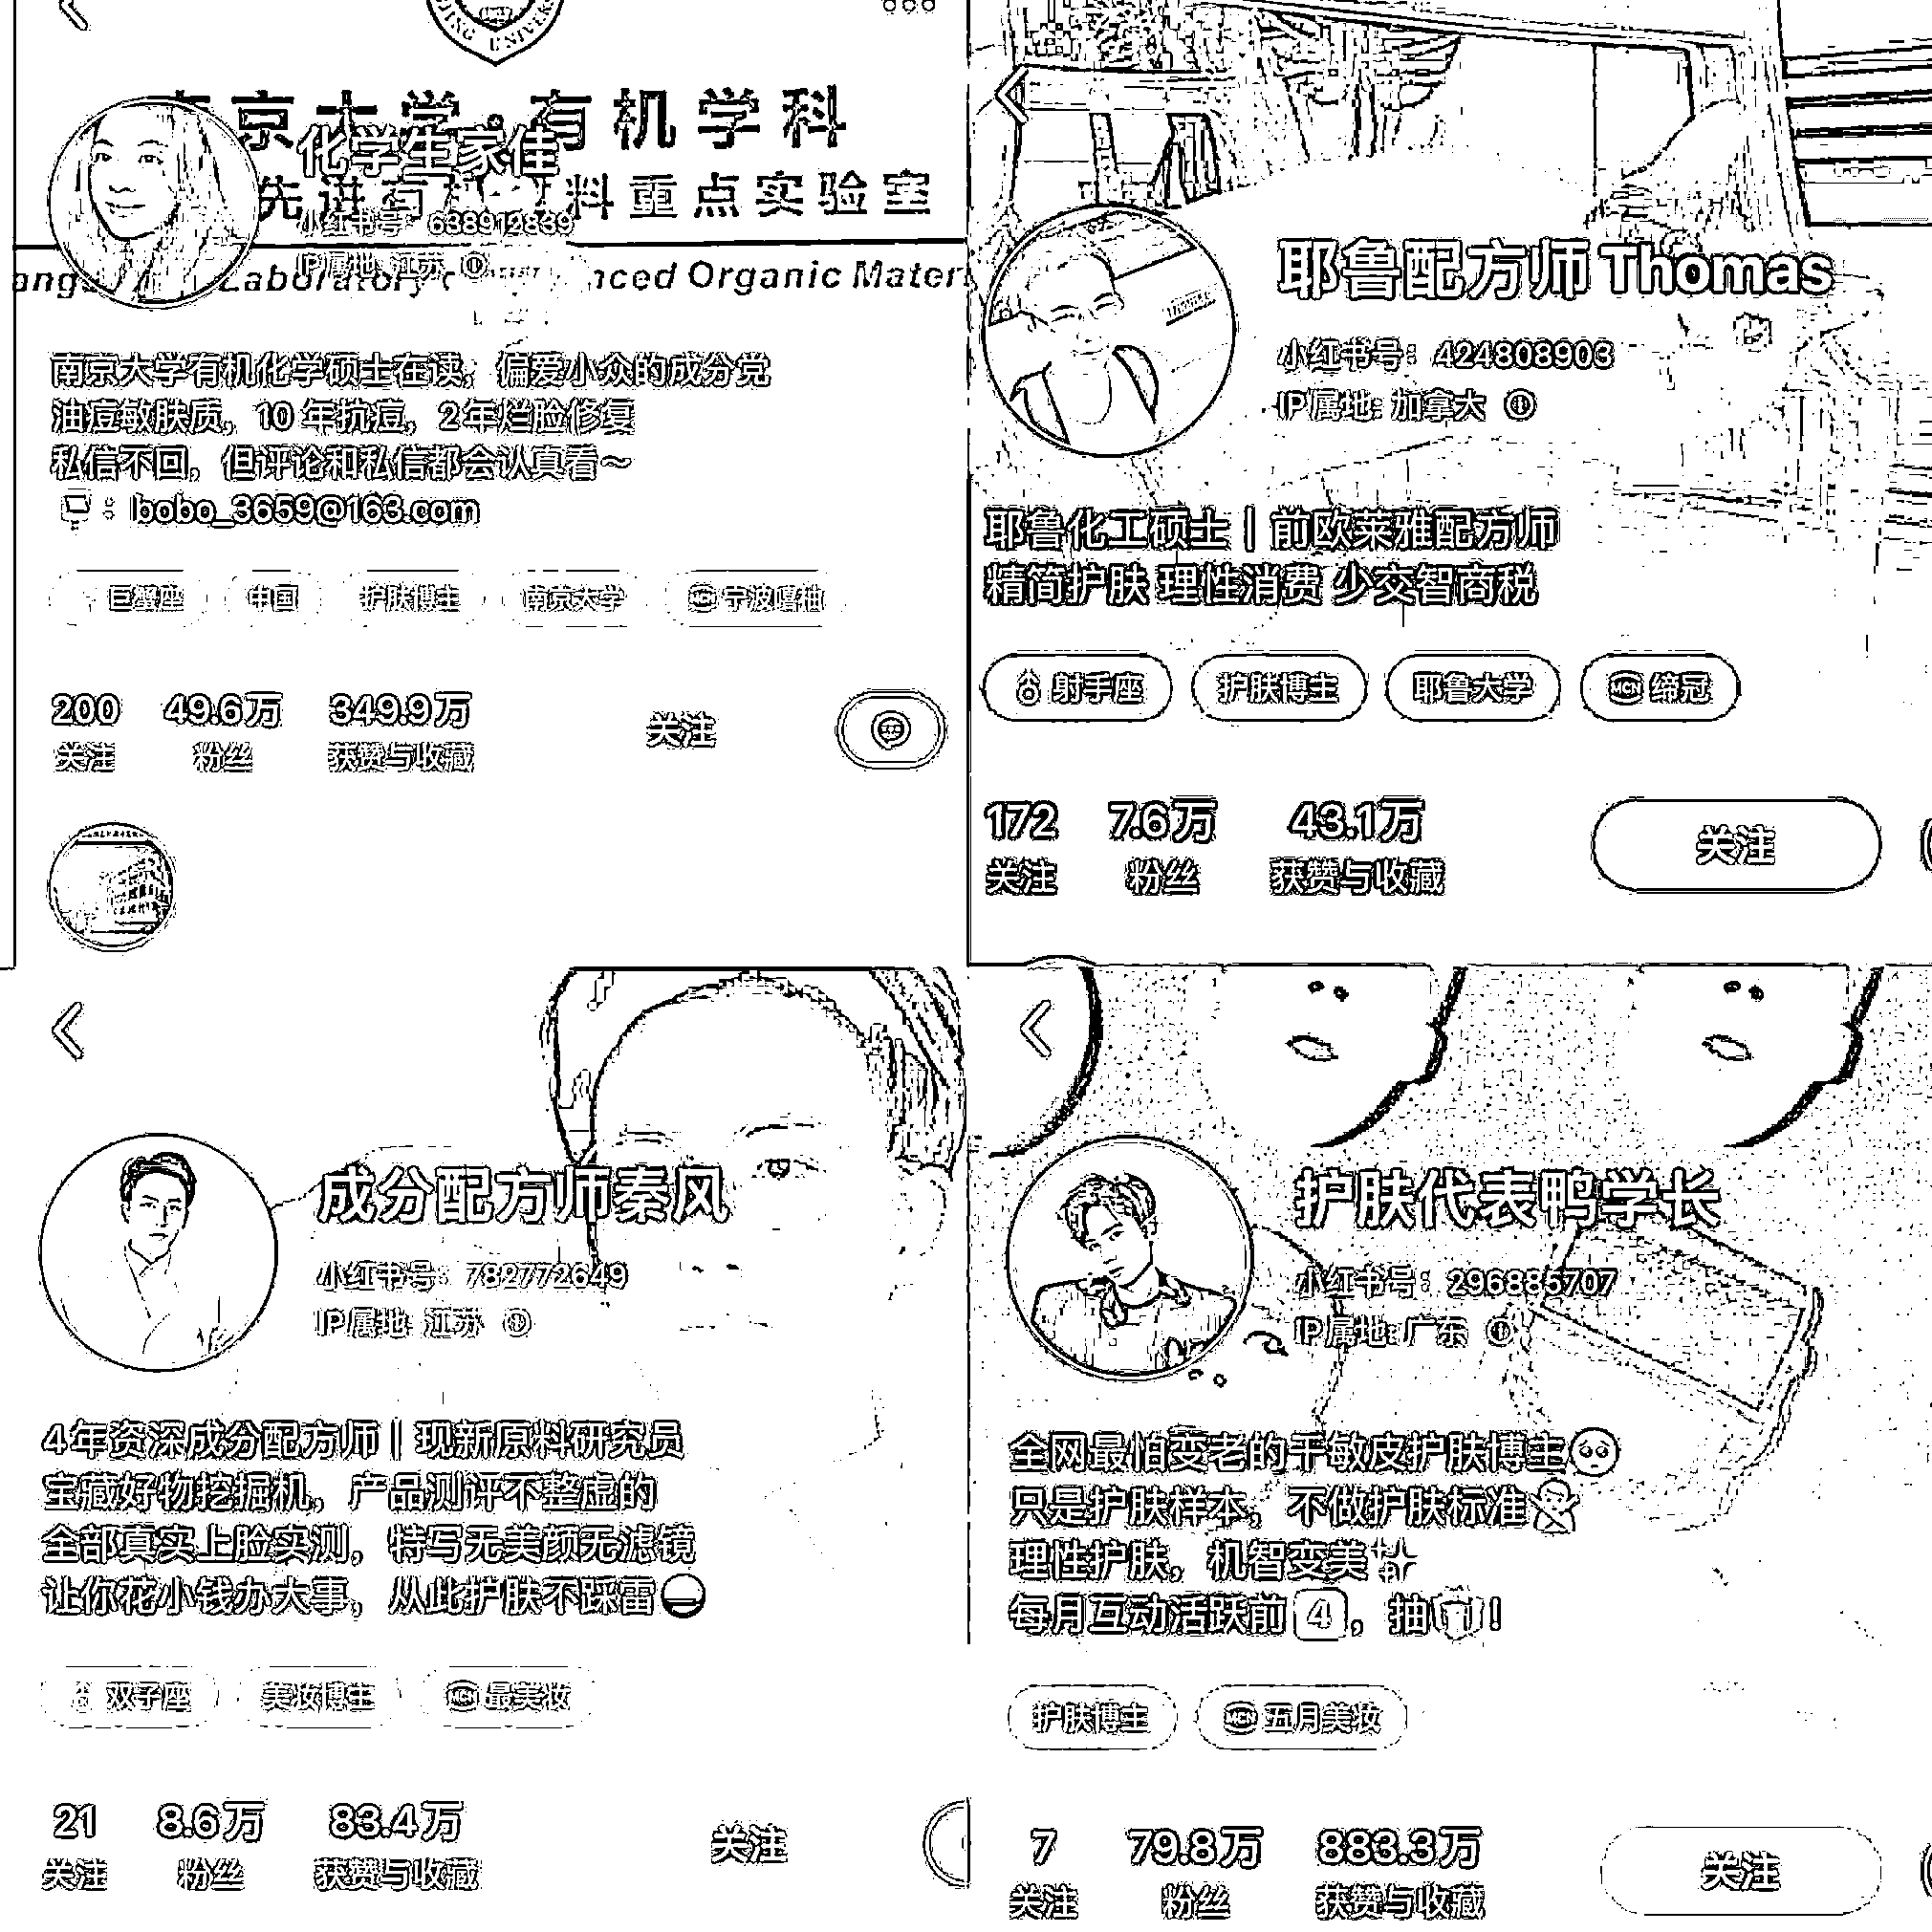 JING UNIVER
南京大学·有机学科
化学生家佳
先进有机材料重点实验室
小红书号：638912839
IP属地：江苏
Laboratory
nced Organic Materi
南京大学有机化学硕士在读，偏爱小众的成分党
油痘敏肤质，10 年抗痘，2年烂脸修复
私信不回，但评论和私信都会认真看～
：bobo_3659@163.com
巨蟹座 中国 护肤博主 南京大学 MCN 宁波嘎抽
200 49.6万 349.9万
关注 粉丝 获赞与收藏 关注
耶鲁配方师 Thomas
小红书号：424808903
IP属地：加拿大
耶鲁化工硕士｜前欧莱雅配方师
精简护肤 理性消费 少交智商税
射手座 护肤博主 耶鲁大学 MCN 缔冠
172 7.6万 43.1万
关注 粉丝 获赞与收藏 关注
成分配方师秦风
小红书号：782772649
IP属地：江苏
4年资深成分配方师｜现新原料研究员
宝藏好物挖掘机，产品测评不整虚的
全部真实上脸实测，特写无美颜无滤镜
让你花小钱办大事，从此护肤不踩雷
双子座 美妆博主 MCN 最美妆
21 8.6万 83.4万
关注 粉丝 获赞与收藏 关注
护肤代表鸭学长
小红书号：296885707
IP属地：广东
全网最怕变老的干敏皮护肤博主
只是护肤样本，不做护肤标准
理性护肤，机智变美
每月互动活跃前4，抽！
护肤博主 MCN 五月美妆
7 79.8万 883.3万
关注 粉丝 获赞与收藏 关注